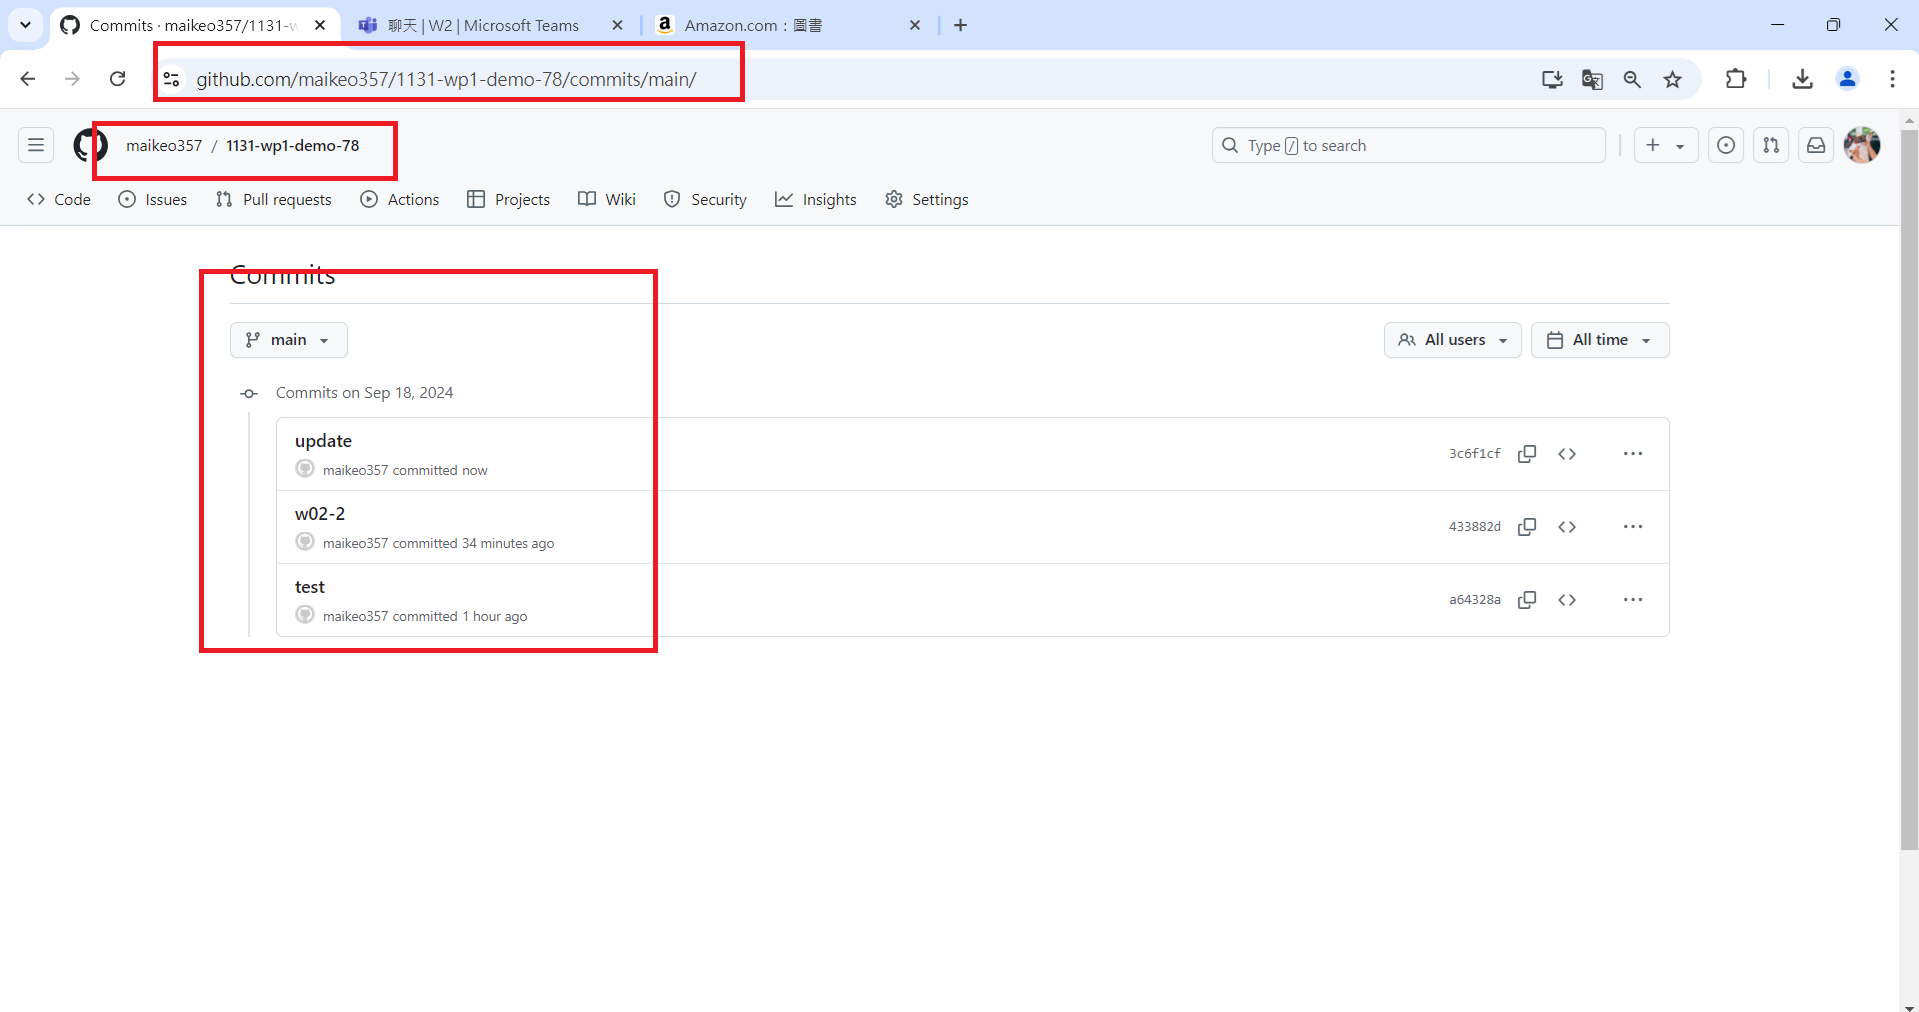 Commits · maikeo357/1131-w
聊天 | W2 | Microsoft Teams
Amazon.com : 圖書
github.com/maikeo357/1131-wp1-demo-78/commits/main/
maikeo357 / 1131-wp1-demo-78
Type / to search
Code
Issues
Pull requests
Actions
Projects
Wiki
Security
Insights
Settings
Commits
main
All users
All time
Commits on Sep 18, 2024
update
maikeo357 committed now
3c6f1cf
w02-2
maikeo357 committed 34 minutes ago
433882d
test
maikeo357 committed 1 hour ago
a64328a